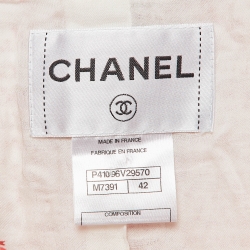 CHANEL
MADE IN FRANCE
FABRIQUE EN FRANCE
P41096V29570
M7391 42
COMPOSITION